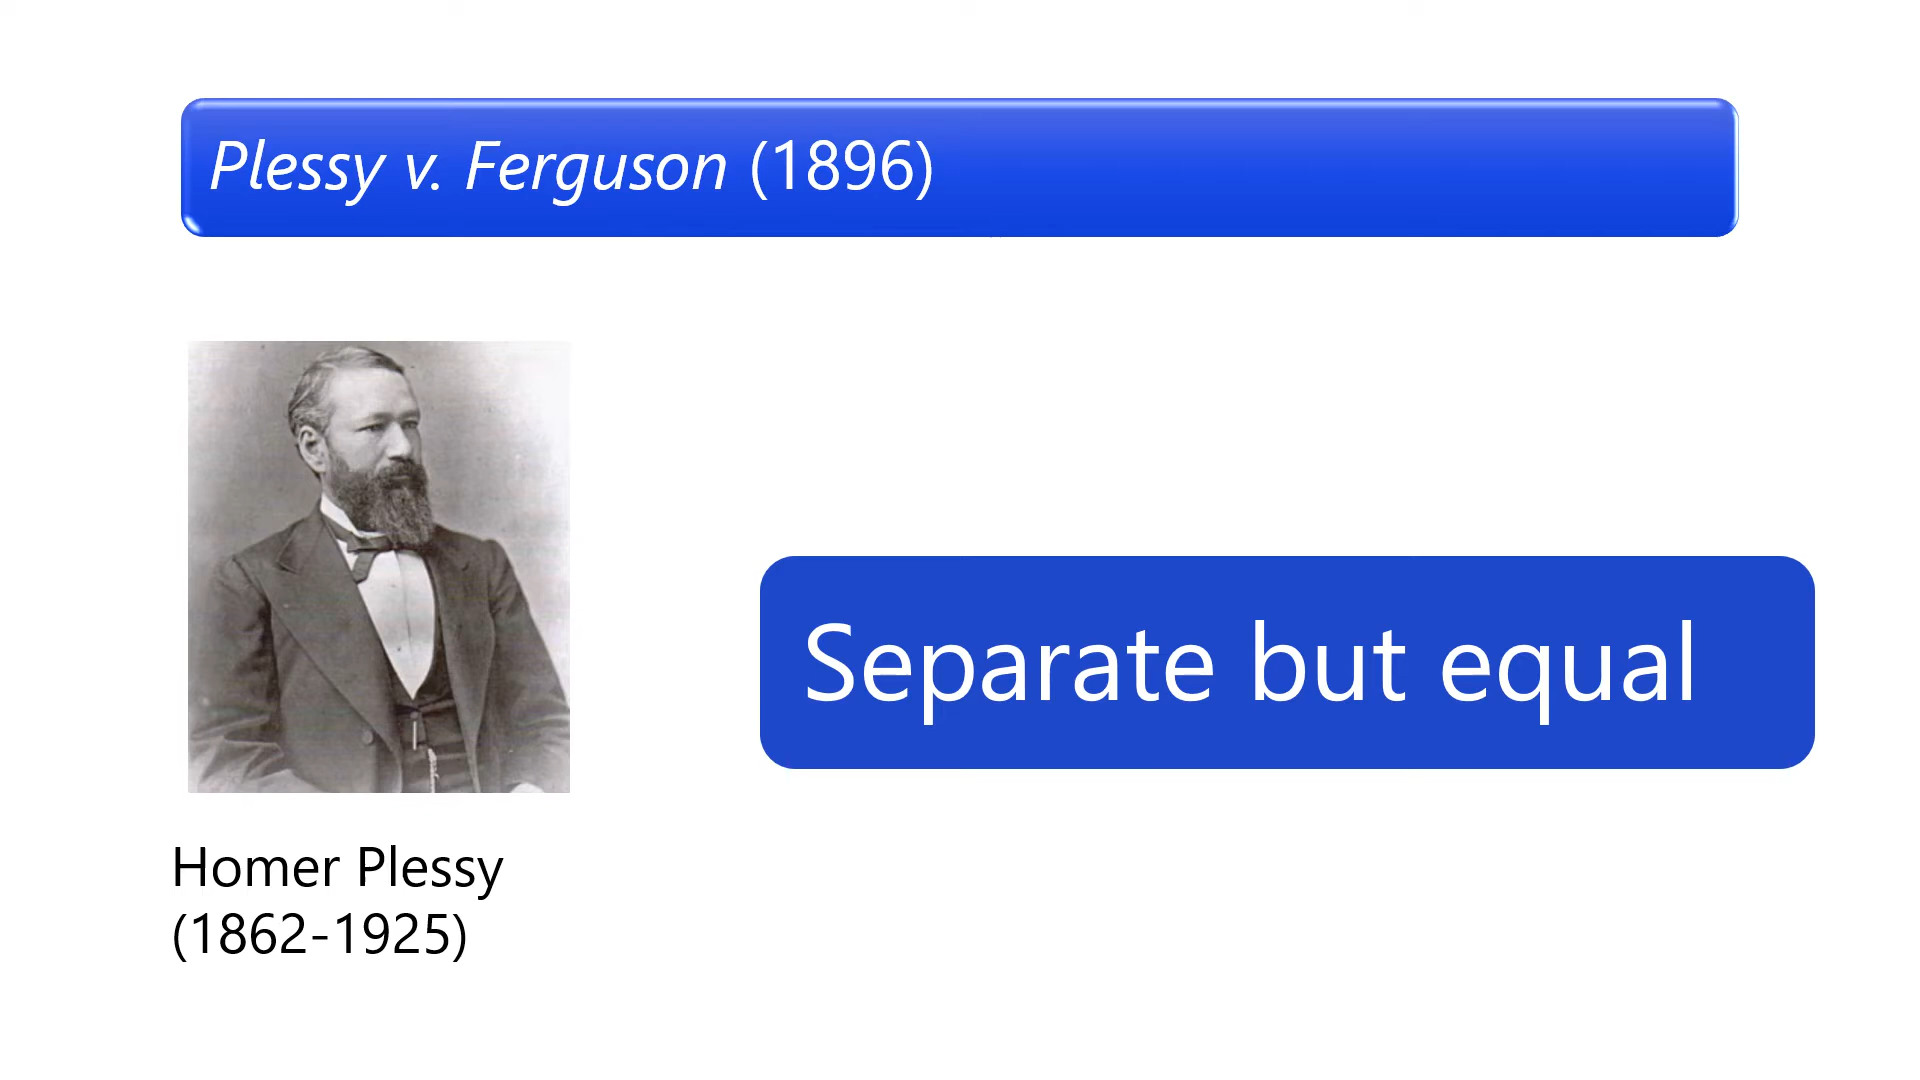 Plessy v. Ferguson (1896)
Separate but equal
Homer Plessy
(1862-1925)